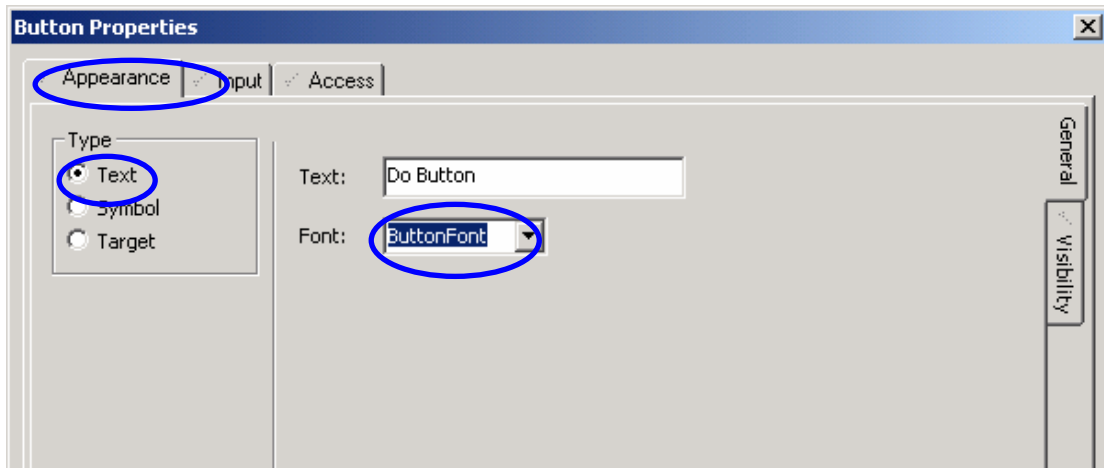 Button Properties
Appearance Input Access
Type
Text
Symbol
Target
Text: Do Button
Font: ButtonFont
General
Visibility